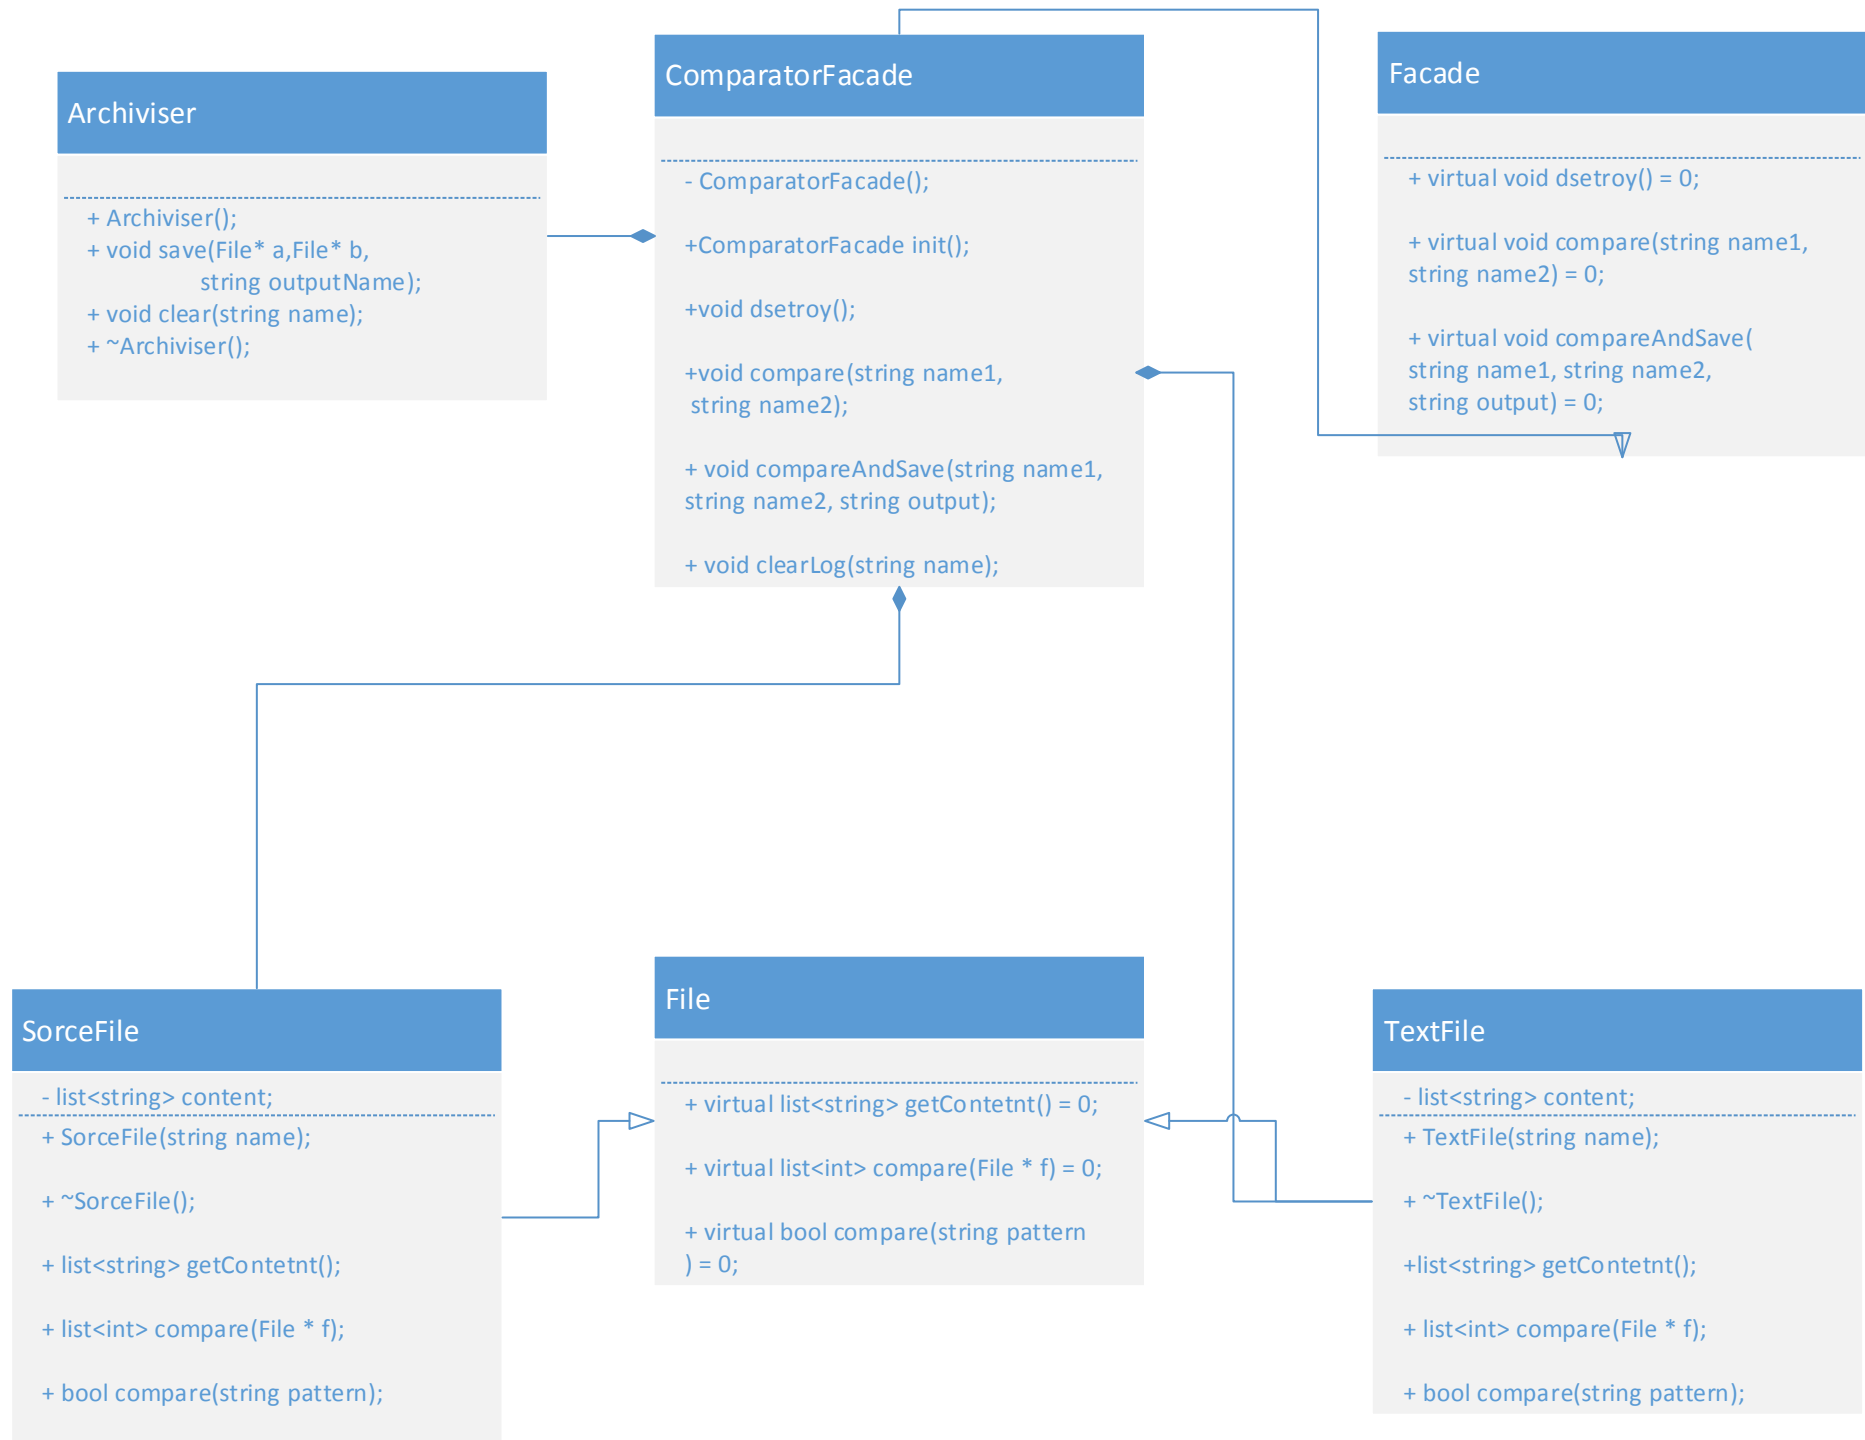 Archiviser
+ Archiviser();
+ void save(File* a,File* b,
string outputName);
+ void clear(string name);
+ ~Archiviser();
ComparatorFacade
- ComparatorFacade();
+ComparatorFacade init();
+void dsetroy();
+void compare(string name1,
string name2);
+ void compareAndSave(string name1,
string name2, string output);
+ void clearLog(string name);
Facade
+ virtual void dsetroy() = 0;
+ virtual void compare(string name1,
string name2) = 0;
+ virtual void compareAndSave(
string name1, string name2,
string output) = 0;
SorceFile
- list<string> content;
+ SorceFile(string name);
+ ~SorceFile();
+ list<string> getContetnt();
+ list<int> compare(File * f);
+ bool compare(string pattern);
File
+ virtual list<string> getContetnt() = 0;
+ virtual list<int> compare(File * f) = 0;
+ virtual bool compare(string pattern
) = 0;
TextFile
- list<string> content;
+ TextFile(string name);
+ ~TextFile();
+list<string> getContetnt();
+ list<int> compare(File * f);
+ bool compare(string pattern);